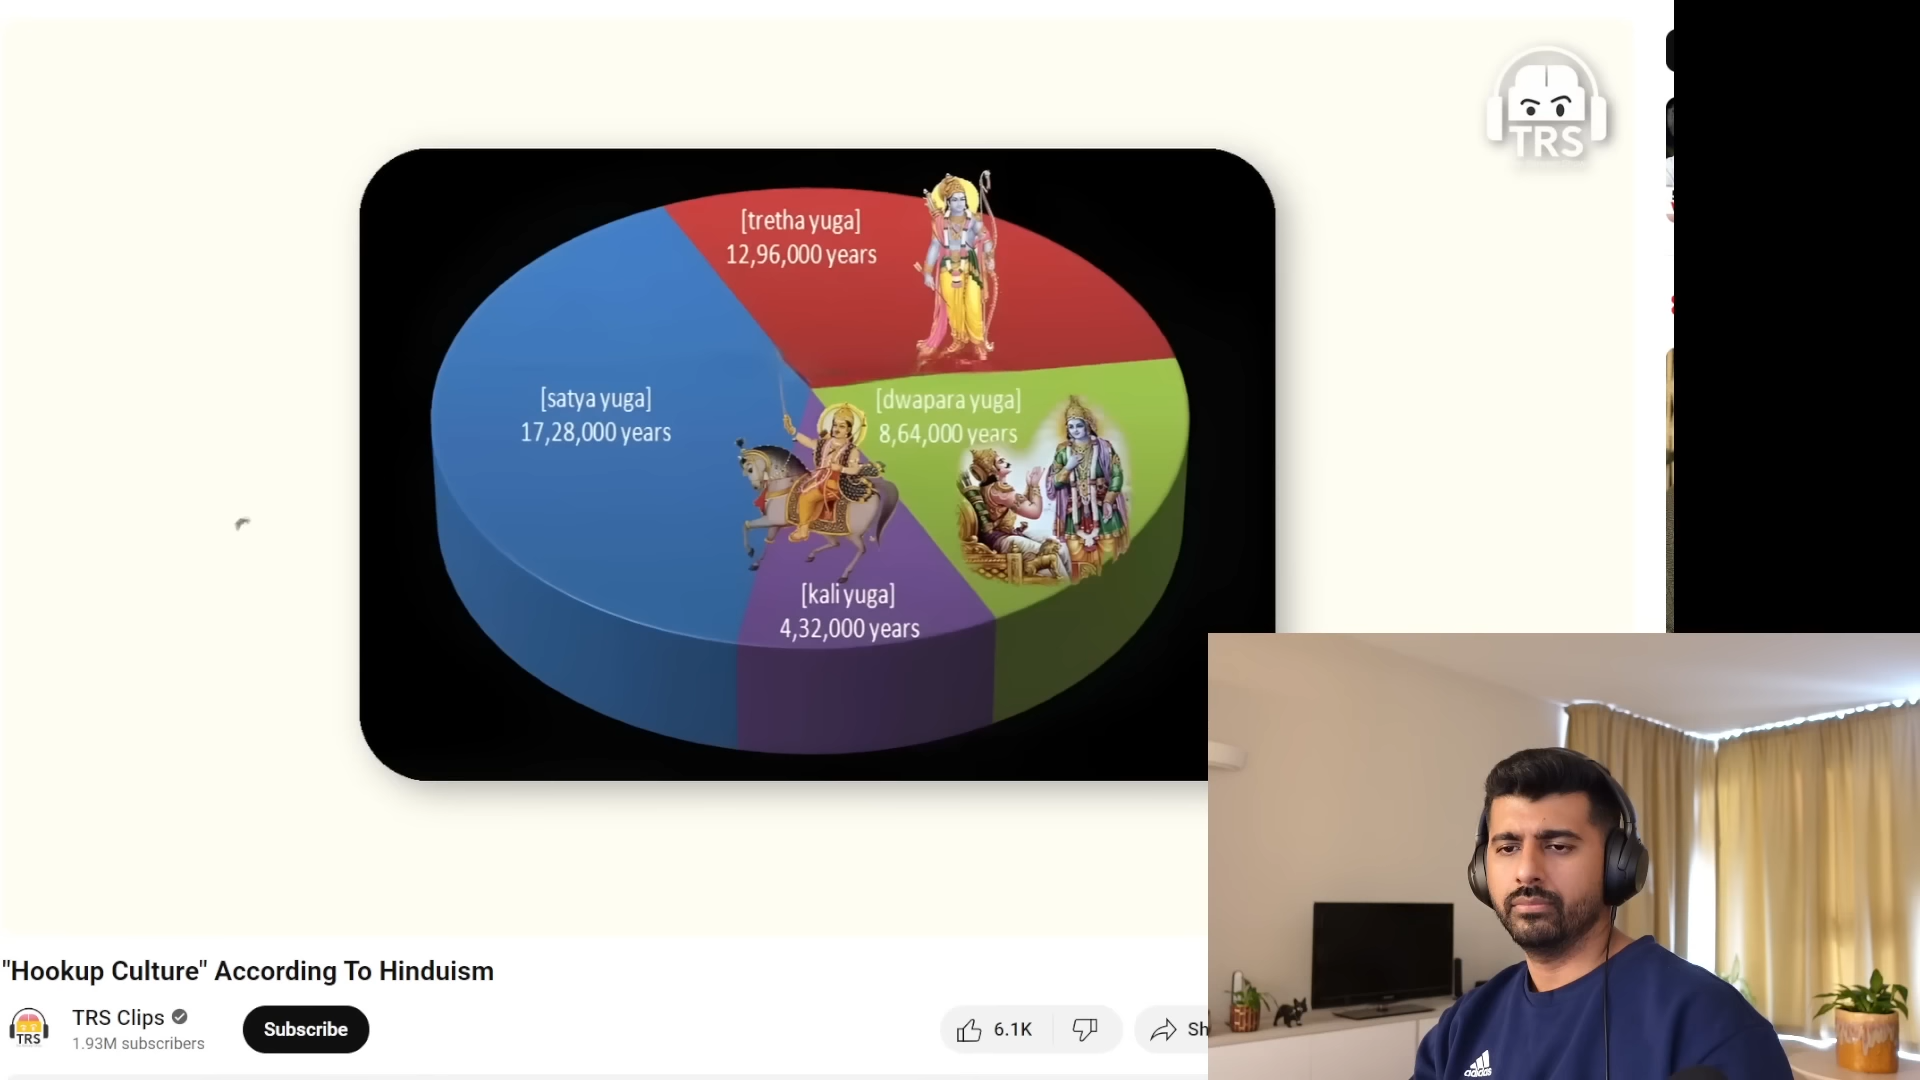 TRS
[tretha yuga]
12,96,000 years
[satya yuga]
17,28,000 years
[dwapara yuga]
8,64,000 years
[kali yuga]
4,32,000 years
"Hookup Culture" According To Hinduism
TRS
TRS Clips
1.93M subscribers
Subscribe
6.1K
Sh
adidas